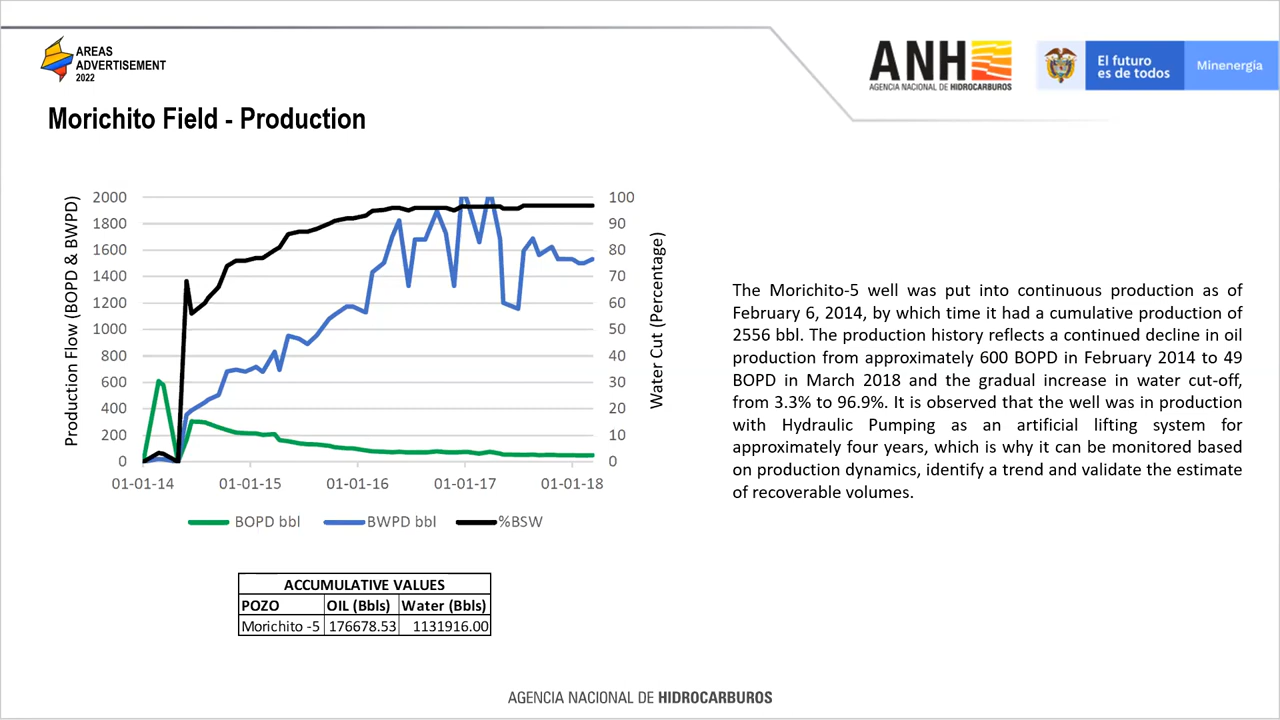 AREAS
ADVERTISEMENT
2022
ANH
AGENCIA NACIONAL DE HIDROCARBUROS
El futuro
es de todos
Minenergía
Morichito Field - Production
Production Flow (BOPD & BWPD)
2000
1800
1600
1400
1200
1000
800
600
400
200
0
100
90
80
70
60
50
40
30
20
10
0
Water Cut (Percentage)
01-01-14 01-01-15 01-01-16 01-01-17 01-01-18
BOPD bbl BWPD bbl %BSW
ACCUMULATIVE VALUES
POZO OIL (Bbls) Water (Bbls)
Morichito -5 176678.53 1131916.00
The Morichito-5 well was put into continuous production as of
February 6, 2014, by which time it had a cumulative production of
2556 bbl. The production history reflects a continued decline in oil
production from approximately 600 BOPD in February 2014 to 49
BOPD in March 2018 and the gradual increase in water cut-off,
from 3.3% to 96.9%. It is observed that the well was in production
with Hydraulic Pumping as an artificial lifting system for
approximately four years, which is why it can be monitored based
on production dynamics, identify a trend and validate the estimate
of recoverable volumes.
AGENCIA NACIONAL DE HIDROCARBUROS